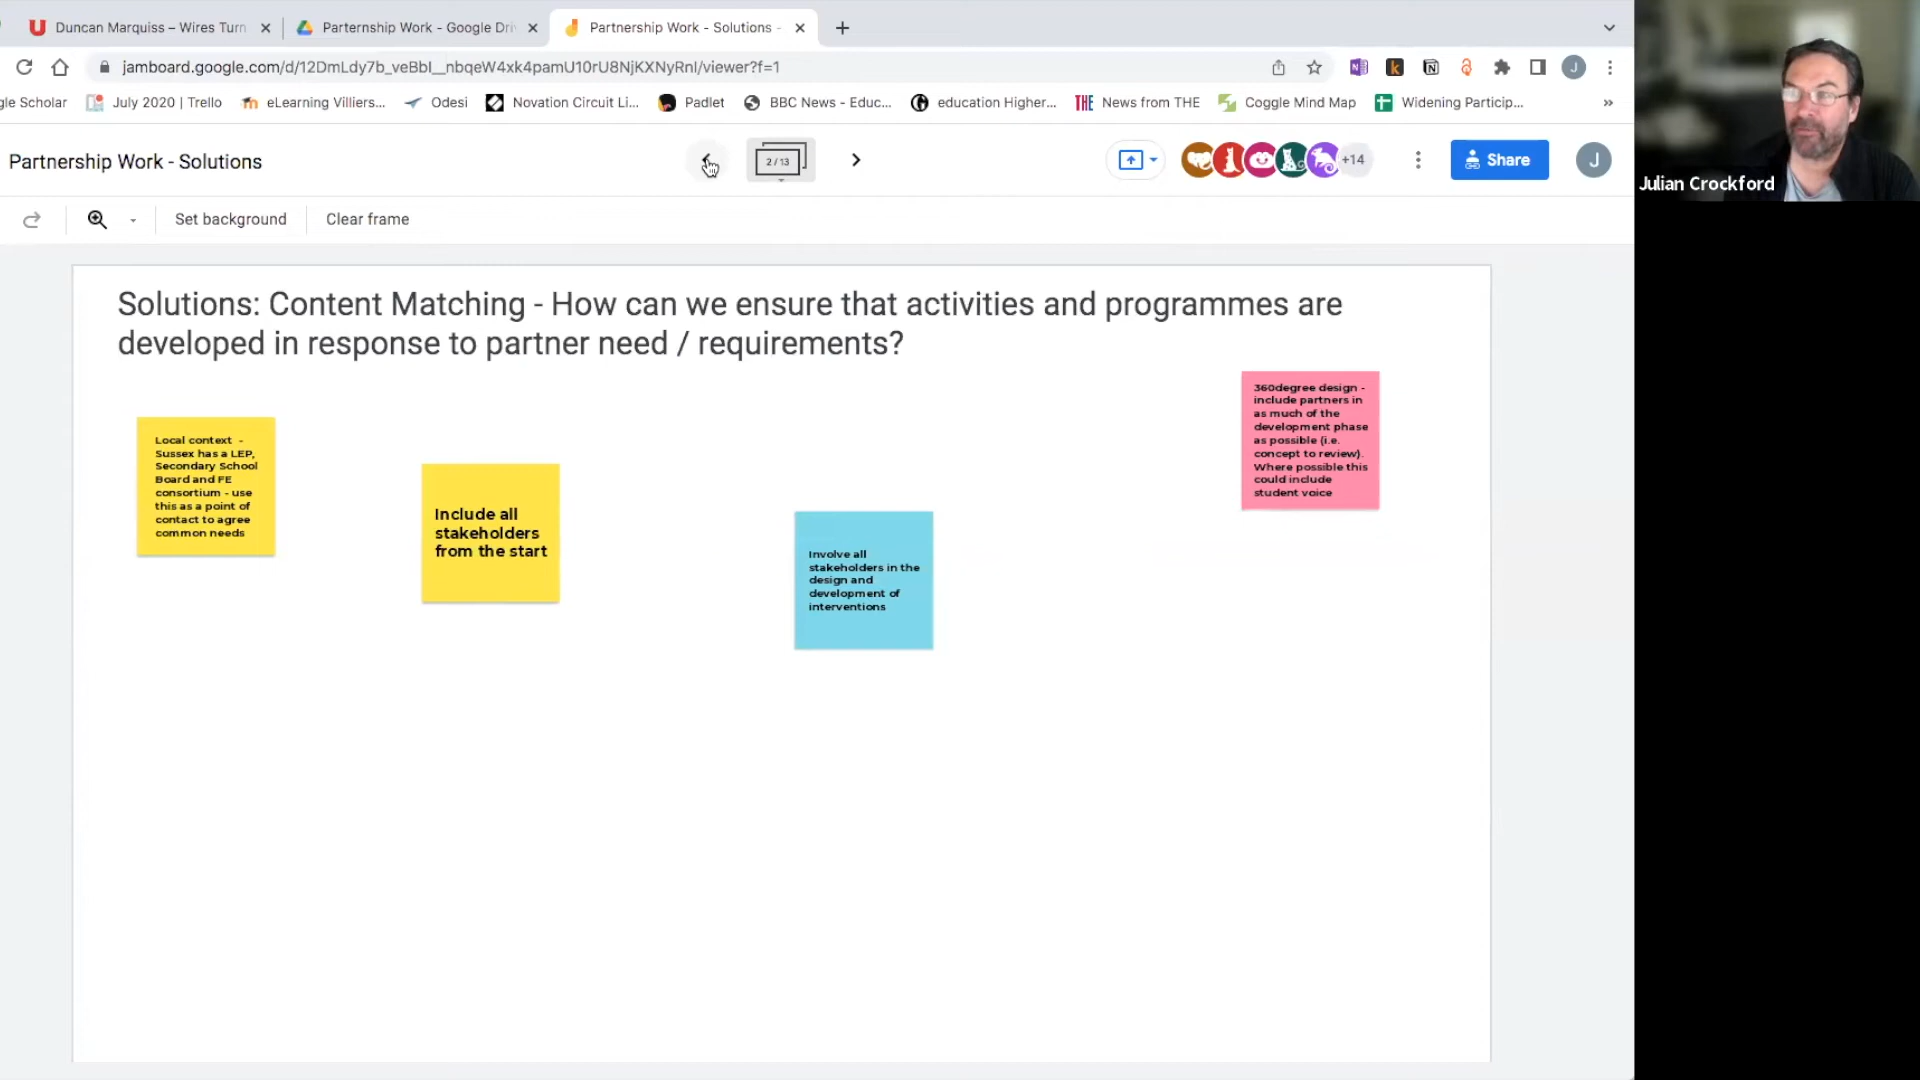 Duncan Marquiss – Wires Turn
Parternship Work - Google Dri
Partnership Work - Solutions -
jamboard.google.com/d/12DmLdy7b_veBbl__nbqeW4xk4pamU10rU8NjKXNyRnI/viewer?f=1
gle Scholar
July 2020 | Trello
eLearning Villiers...
Odesi
Novation Circuit Li...
Padlet
BBC News - Educ...
education Higher...
THE
News from THE
Coggle Mind Map
Widening Particip...
Partnership Work - Solutions
2 / 13
+14
Share
J
Set background
Clear frame
Julian Crockford
Solutions: Content Matching - How can we ensure that activities and programmes are
developed in response to partner need / requirements?
Local context -
Sussex has a LEP,
Secondary School
Board and FE
consortium - use
this as a point of
contact to agree
common needs
Include all
stakeholders
from the start
Involve all
stakeholders in the
design and
development of
interventions
360degree design -
include partners in
as much of the
development phase
as possible (i.e.
concept to review).
Where possible this
could include
student voice